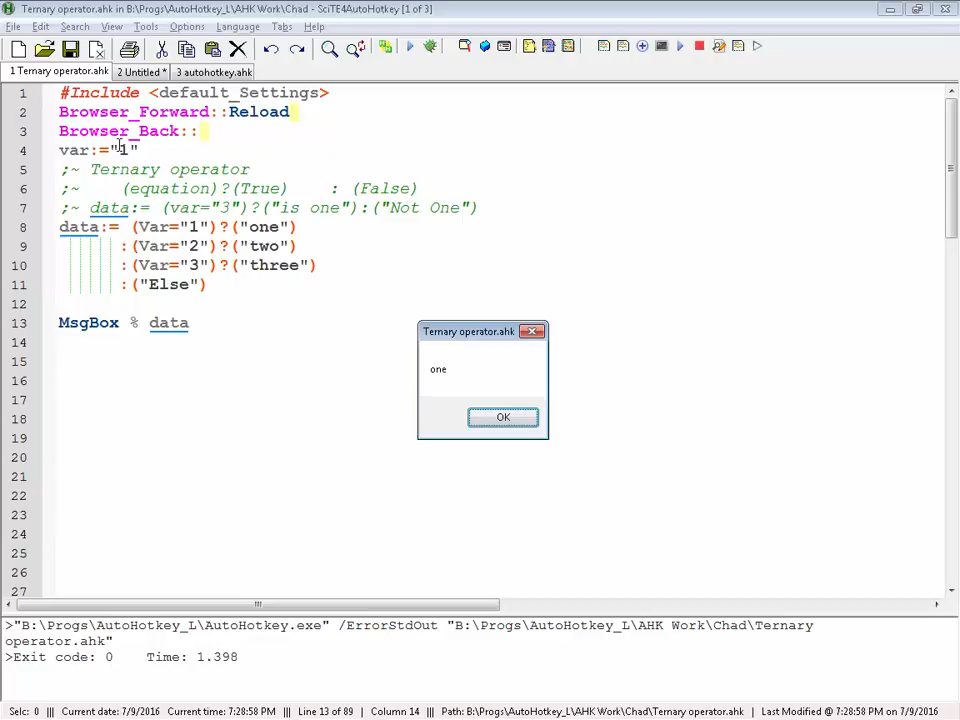 Ternary operator.ahk in B:\Progs\AutoHotkey_L\AHK Work\Chad - SciTE4AutoHotkey [1 of 3]
File Edit Search View Tools Options Language Tabs Help
1 Ternary operator.ahk 2 Untitled * 3 autohotkey.ahk
1 #Include <default_Settings>
2 Browser_Forward::Reload
3 Browser_Back::
4 var:="1"
5 ;~ Ternary operator
6 ;~ (equation)?(True) : (False)
7 ;~ data:= (var="3")?("is one"):("Not One")
8 data:= (Var="1")?("one")
9 :(Var="2")?("two")
10 :(Var="3")?("three")
11 :("Else")
12
13 MsgBox % data
14
15
16
17
18
19
20
21
22
23
24
25
26
27
Ternary operator.ahk
one
OK
>"B:\Progs\AutoHotkey_L\AutoHotkey.exe" /ErrorStdOut "B:\Progs\AutoHotkey_L\AHK Work\Chad\Ternary
operator.ahk"
>Exit code: 0 Time: 1.398
Selc: 0 ||| Current date: 7/9/2016 Current time: 7:28:58 PM ||| Line 13 of 89 ||| Column 14 ||| Path: B:\Progs\AutoHotkey_L\AHK Work\Chad\Ternary operator.ahk ||| Last Modified @ 7:28:58 PM on 7/9/2016